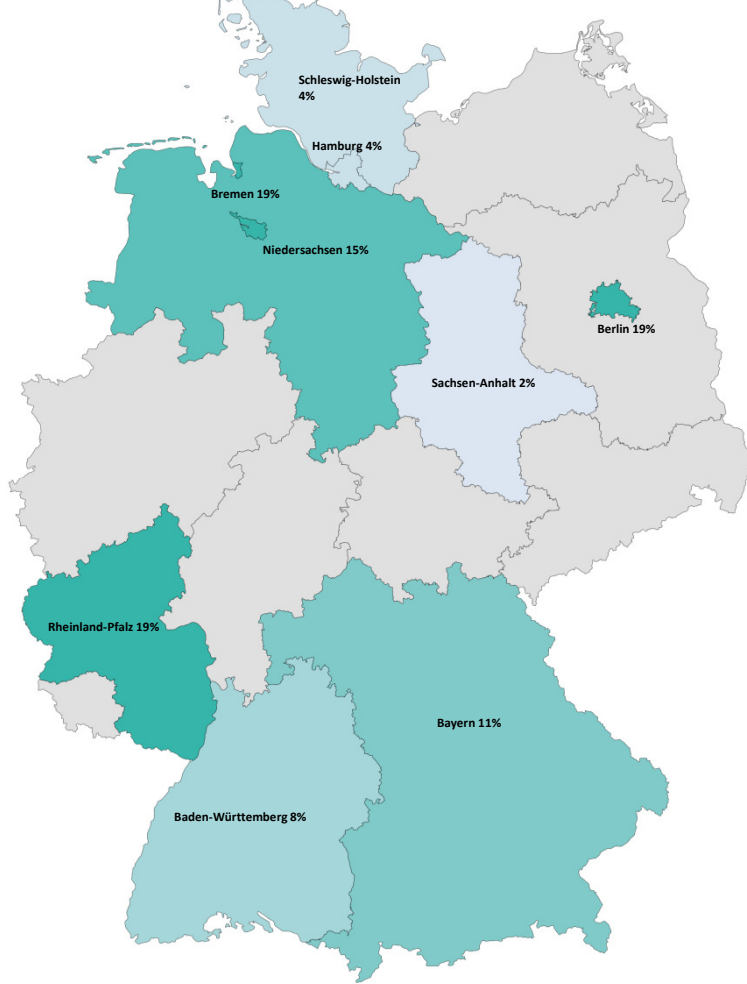 Schleswig-Holstein
4%
Hamburg 4%
Bremen 19%
Niedersachsen 15%
Berlin 19%
Sachsen-Anhalt 2%
Rheinland-Pfalz 19%
Bayern 11%
Baden-Württemberg 8%